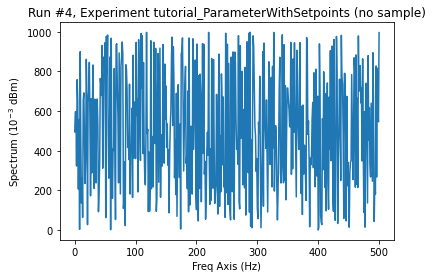 Run #4, Experiment tutorial_ParameterWithSetpoints (no sample)
1000
800
600
400
200
0
Spectrum (10⁻³ dBm)
0 100 200 300 400 500
Freq Axis (Hz)